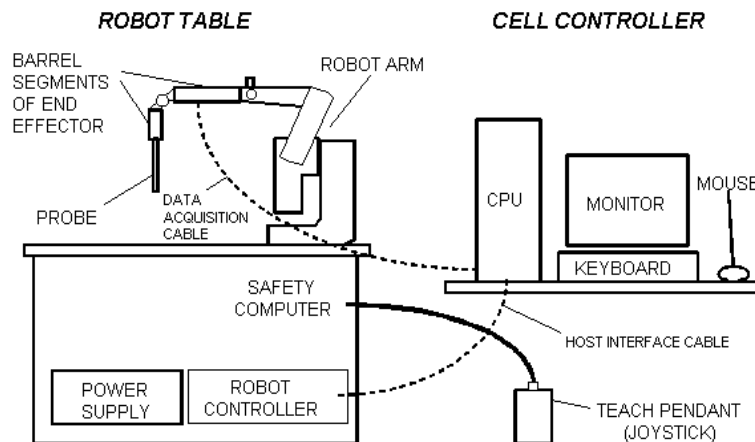 ROBOT TABLE
CELL CONTROLLER
BARREL
SEGMENTS
OF END
EFFECTOR
ROBOT ARM
PROBE
DATA
ACQUISITION
CABLE
CPU
MONITOR
MOUSE
KEYBOARD
SAFETY
COMPUTER
HOST INTERFACE CABLE
POWER
SUPPLY
ROBOT
CONTROLLER
TEACH PENDANT
(JOYSTICK)